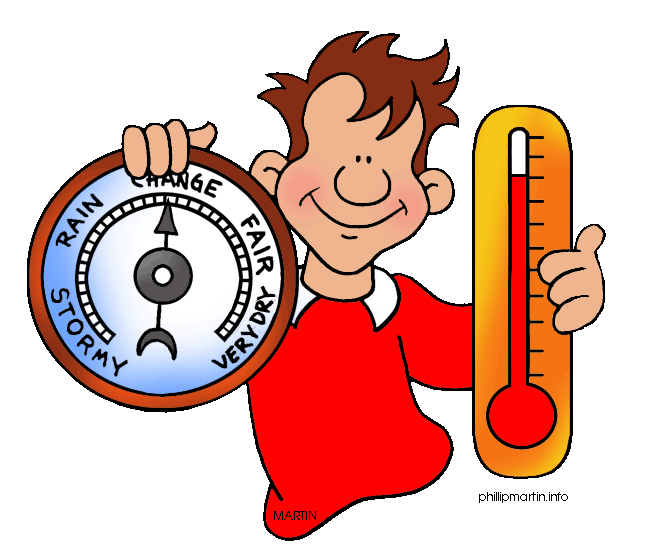 STORMY
RAIN
CHANGE
FAIR
VERY DRY
MARTIN
phillipmartin.info